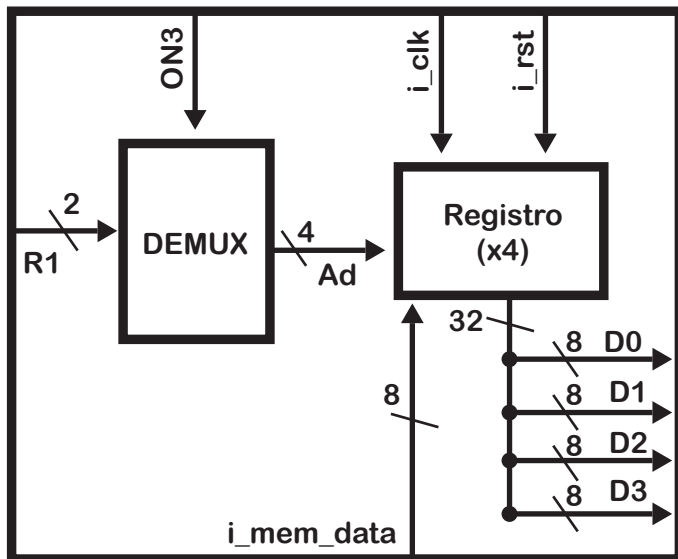 ON3
i_clk
i_rst
2
R1
DEMUX
4
Ad
Registro
(x4)
32
8 D0
8 D1
8 D2
8 D3
8
i_mem_data